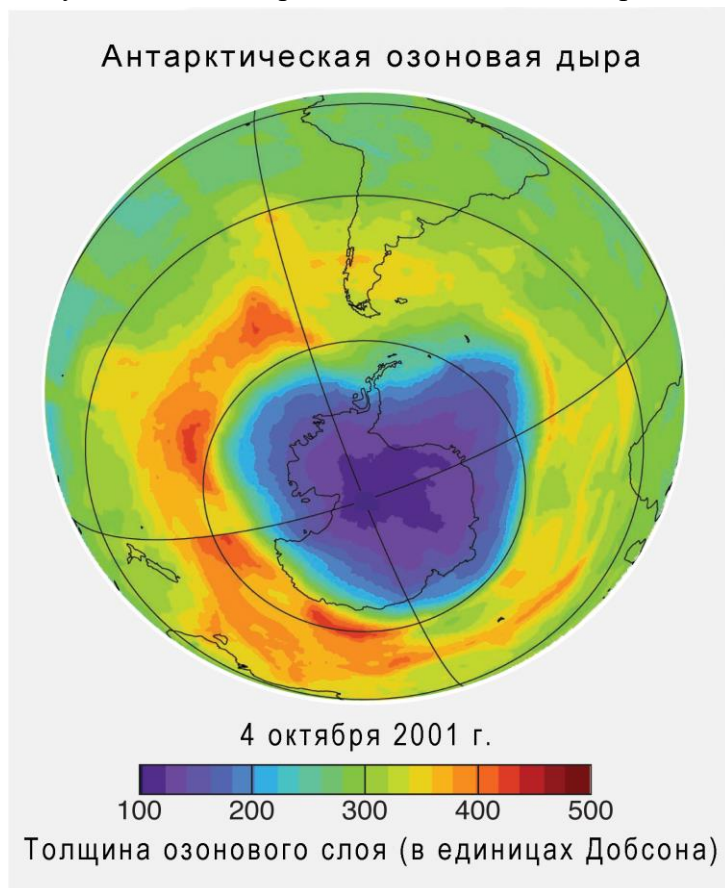 Антарктическая озоновая дыра
4 октября 2001 г.
100 200 300 400 500
Толщина озонового слоя (в единицах Добсона)